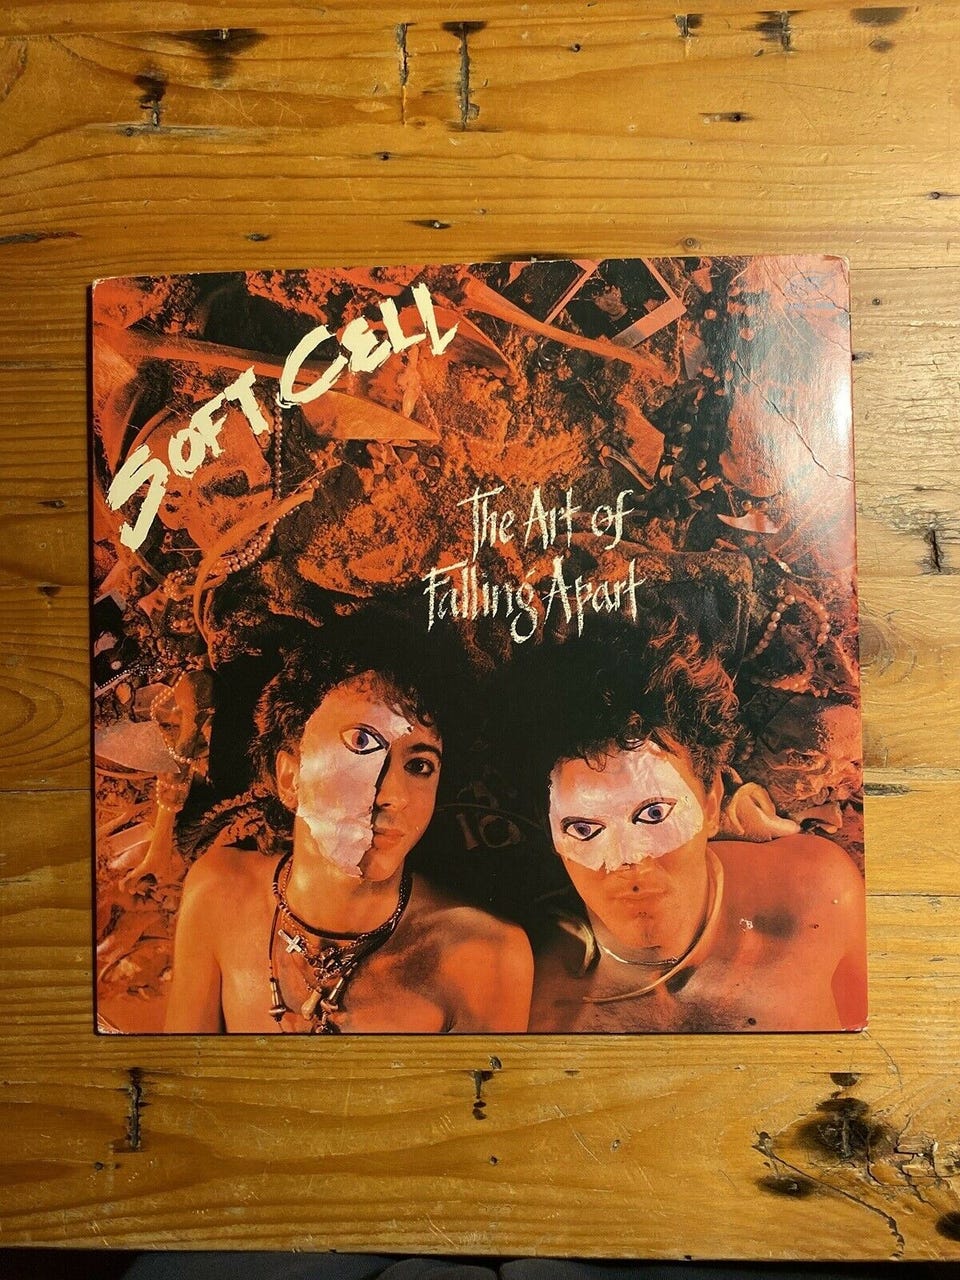 SOFT CELL
The Art of
Falling Apart